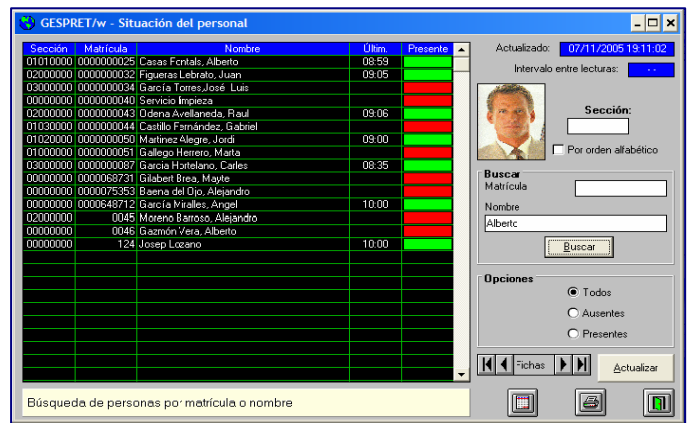 GESPRET/w - Situación del personal
Sección Matrícula Nombre Últim. Presente
01010000 0000000025 Casas Fontals, Alberto 08:59
02000000 0000000032 Figueras Lebrato, Juan 09:05
03000000 0000000034 García Torres,José Luis
00000000 0000000040 Servicio limpieza
02000000 0000000043 Odena Avellaneda, Raul 09:06
01030000 0000000044 Castillo Fernández, Gabriel
01020000 0000000050 Martinez Alegre, Jordi 09:00
01000000 0000000051 Gallego Herrero, Marta
03000000 0000000087 Garcia Hortelano, Carles 08:35
00000000 0000068731 Gilabert Brea, Mayte
00000000 0000075353 Baena del Ojo, Alejandro
00000000 0000648712 García Miralles, Angel 10:00
02000000 0045 Moreno Barroso, Alejandro
00000000 0046 Gazmón Vera, Alberto
00000000 124 Josep Lozano 10:00
Búsqueda de personas por matrícula o nombre
Actualizado: 07/11/2005 19:11:02
Intervalo entre lecturas: - -
Sección:
Por orden alfabético
Buscar
Matrícula
Nombre
Alberto
Buscar
Opciones
Todos
Ausentes
Presentes
Fichas
Actualizar